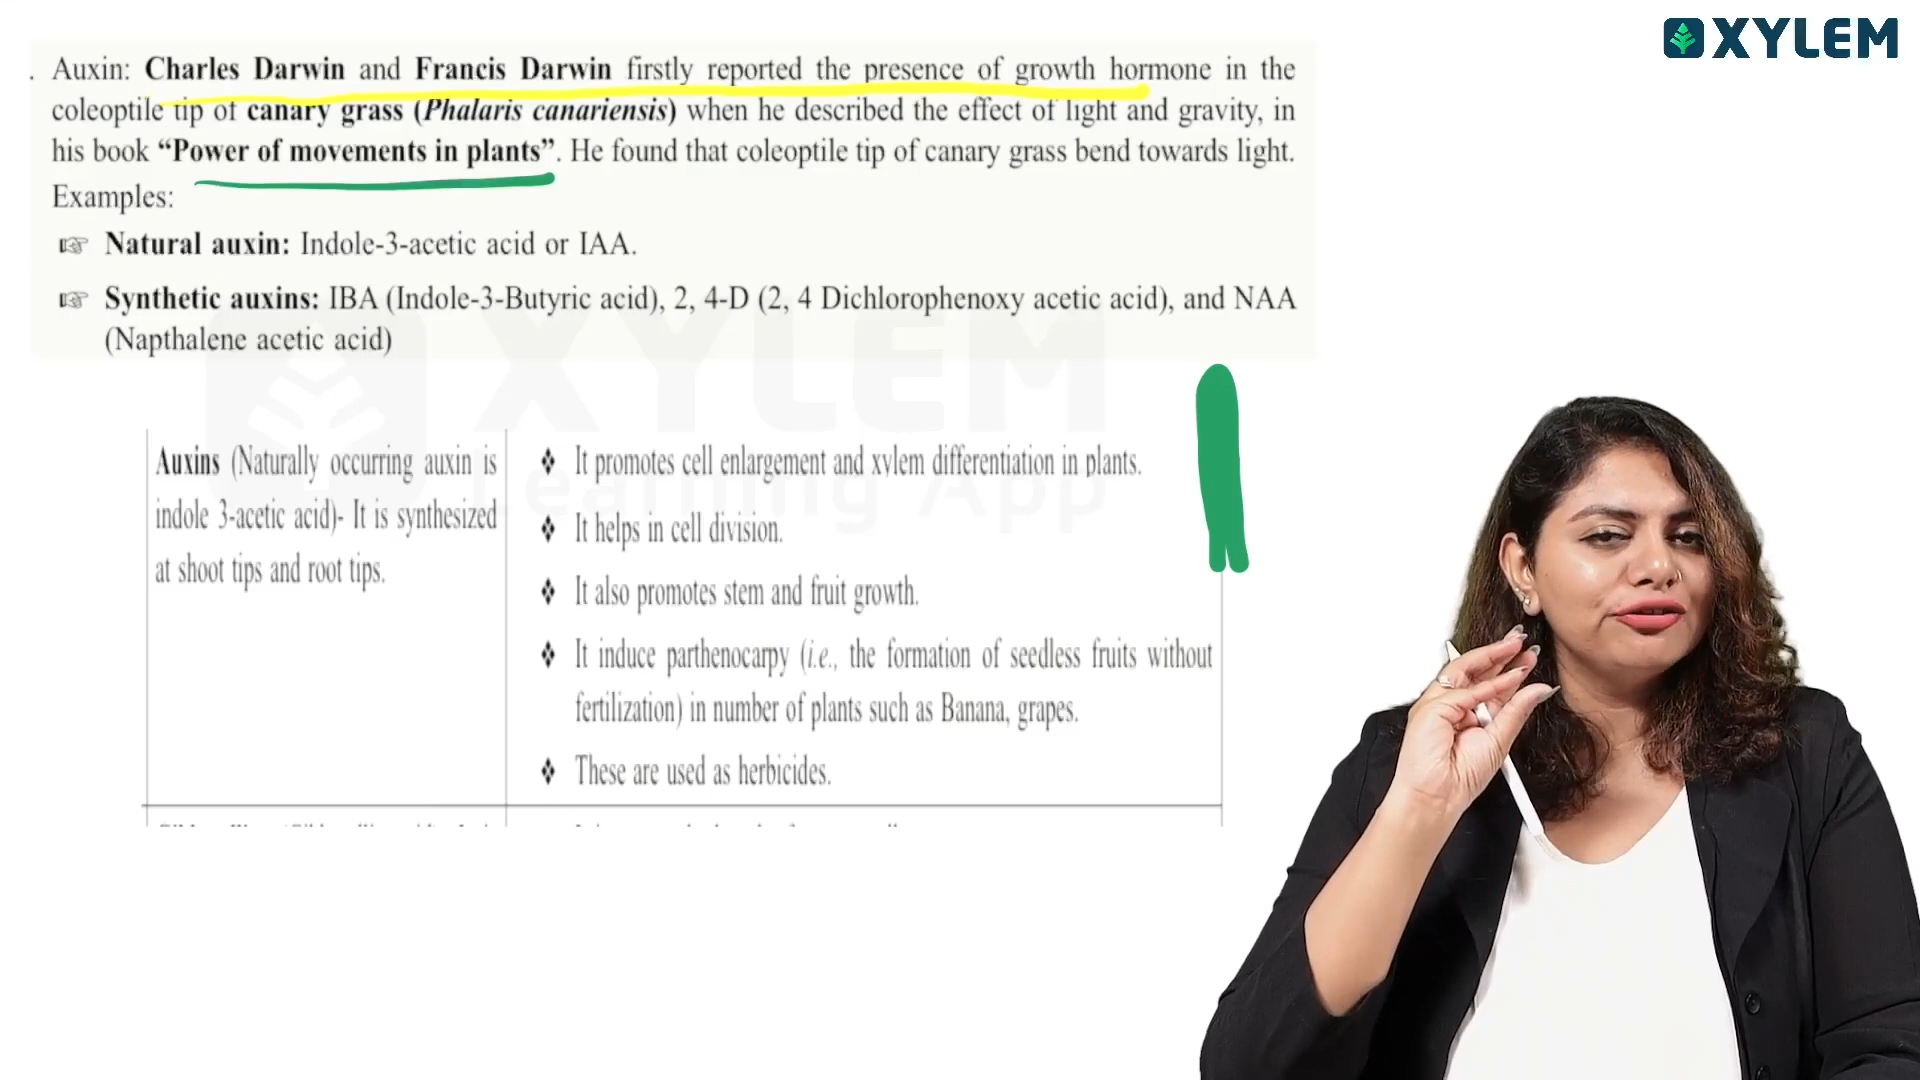 XYLEM
. Auxin: Charles Darwin and Francis Darwin firstly reported the presence of growth hormone in the
coleoptile tip of canary grass (Phalaris canariensis) when he described the effect of light and gravity, in
his book “Power of movements in plants”. He found that coleoptile tip of canary grass bend towards light.
Examples:
☞ Natural auxin: Indole-3-acetic acid or IAA.
☞ Synthetic auxins: IBA (Indole-3-Butyric acid), 2, 4-D (2, 4 Dichlorophenoxy acetic acid), and NAA
(Napthalene acetic acid)
XYLEM
Learning App
Auxins (Naturally occurring auxin is
indole 3-acetic acid)- It is synthesized
at shoot tips and root tips.
❖ It promotes cell enlargement and xylem differentiation in plants.
❖ It helps in cell division.
❖ It also promotes stem and fruit growth.
❖ It induce parthenocarpy (i.e., the formation of seedless fruits without
fertilization) in number of plants such as Banana, grapes.
❖ These are used as herbicides.